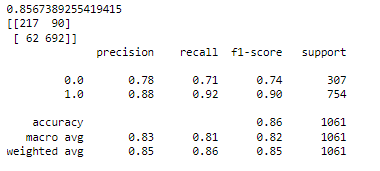 0.8567389255419415
[[217  90]
 [ 62 692]]
              precision    recall  f1-score   support

         0.0       0.78      0.71      0.74       307
         1.0       0.88      0.92      0.90       754

    accuracy                           0.86      1061
   macro avg       0.83      0.81      0.82      1061
weighted avg       0.85      0.86      0.85      1061